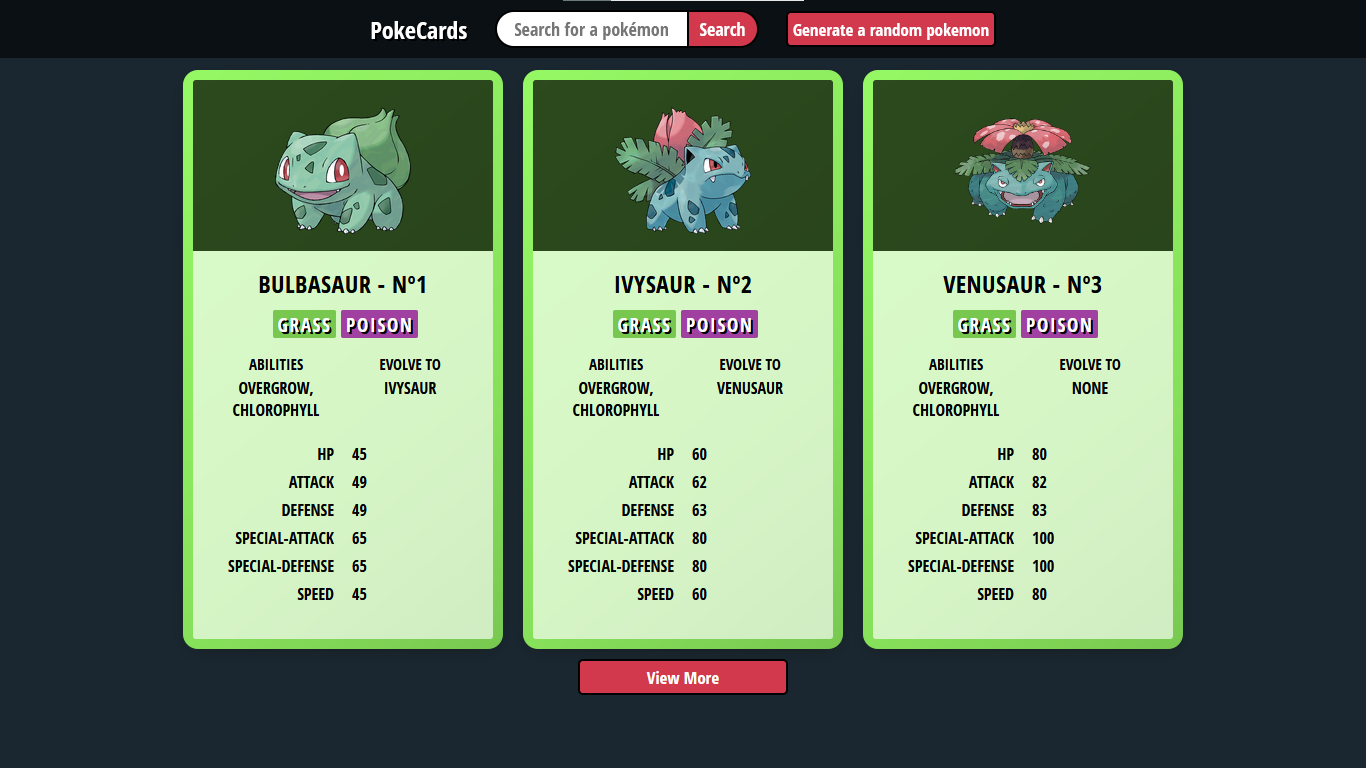 PokeCards
Search for a pokémon
Search
Generate a random pokemon
BULBASAUR - Nº1
GRASS POISON
ABILITIES
OVERGROW,
CHLOROPHYLL
EVOLVE TO
IVYSAUR
HP 45
ATTACK 49
DEFENSE 49
SPECIAL-ATTACK 65
SPECIAL-DEFENSE 65
SPEED 45
IVYSAUR - Nº2
GRASS POISON
ABILITIES
OVERGROW,
CHLOROPHYLL
EVOLVE TO
VENUSAUR
HP 60
ATTACK 62
DEFENSE 63
SPECIAL-ATTACK 80
SPECIAL-DEFENSE 80
SPEED 60
VENUSAUR - Nº3
GRASS POISON
ABILITIES
OVERGROW,
CHLOROPHYLL
EVOLVE TO
NONE
HP 80
ATTACK 82
DEFENSE 83
SPECIAL-ATTACK 100
SPECIAL-DEFENSE 100
SPEED 80
View More